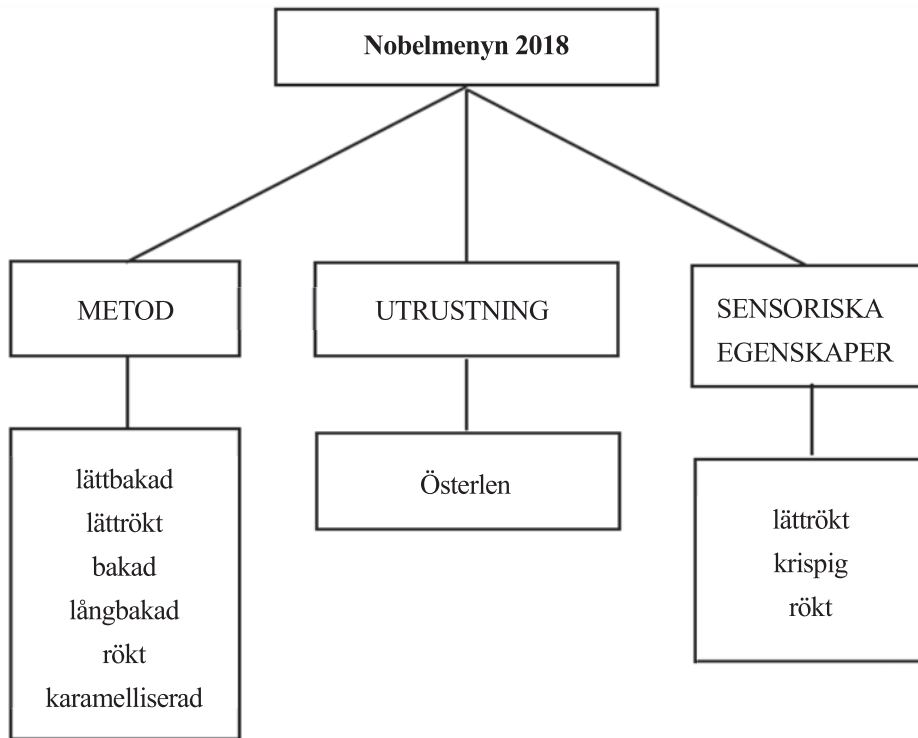 Nobelmenyn 2018
METOD
UTRUSTNING
SENSORISKA
EGENSKAPER
lättbakad
lättrökt
bakad
långbakad
rökt
karamelliserad
Österlen
lättrökt
krispig
rökt